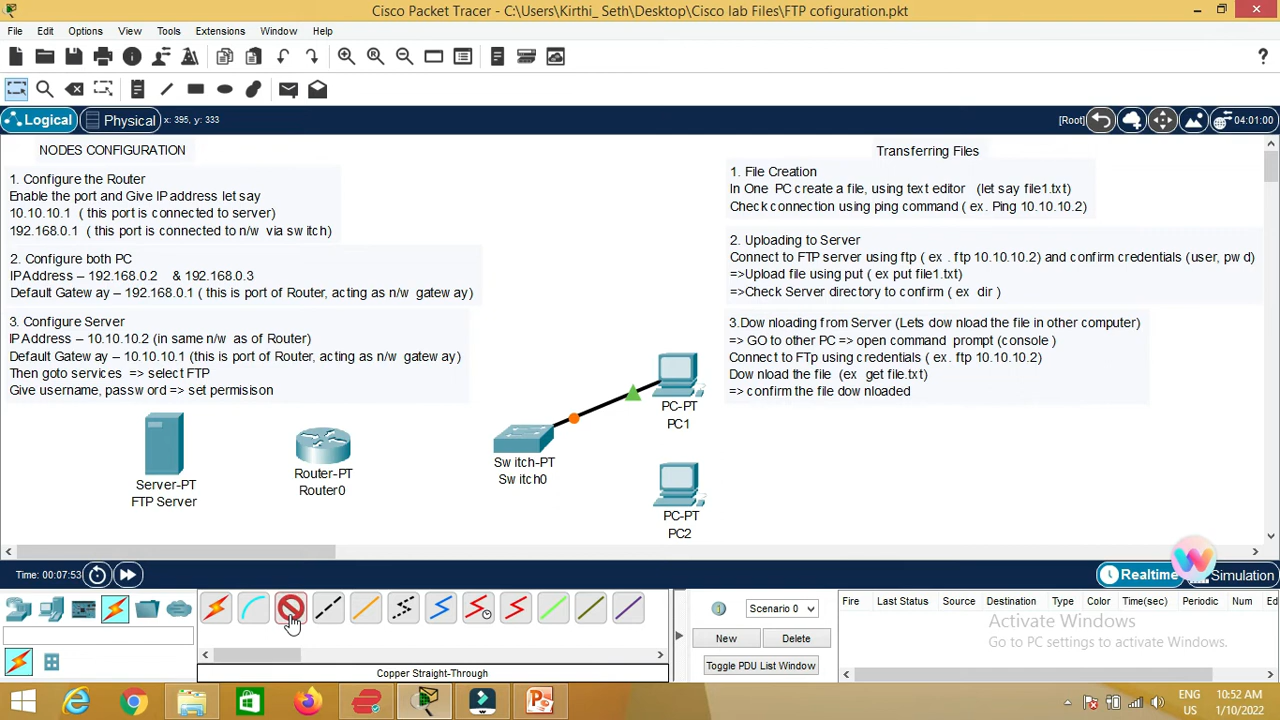 Cisco Packet Tracer - C:\Users\Kirthi_ Seth\Desktop\Cisco lab Files\FTP cofiguration.pkt
File Edit Options View Tools Extensions Window Help
Logical Physical x: 395, y: 333 [Root] 04:01:00
NODES CONFIGURATION
1. Configure the Router
Enable the port and Give IP address let say
10.10.10.1 ( this port is connected to server)
192.168.0.1 ( this port is connected to n/w via switch)
2. Configure both PC
IPAddress – 192.168.0.2 & 192.168.0.3
Default Gateway – 192.168.0.1 ( this is port of Router, acting as n/w gateway)
3. Configure Server
IPAddress – 10.10.10.2 (in same n/w as of Router)
Default Gateway – 10.10.10.1 (this is port of Router, acting as n/w gateway)
Then goto services => select FTP
Give username, password => set permisison
Transferring Files
1. File Creation
In One PC create a file, using text editor (let say file1.txt)
Check connection using ping command ( ex. Ping 10.10.10.2)
2. Uploading to Server
Connect to FTP server using ftp ( ex . ftp 10.10.10.2) and confirm credentials (user, pwd)
=>Upload file using put ( ex put file1.txt)
=>Check Server directory to confirm ( ex dir )
3.Download from Server (Lets download the file in other computer)
=> GO to other PC => open command prompt (console )
Connect to FTp using credentials ( ex. ftp 10.10.10.2)
Download the file (ex get file.txt)
=> confirm the file downloaded
Server-PT
FTP Server
Router-PT
Router0
Switch-PT
Switch0
PC-PT
PC1
PC-PT
PC2
Time: 00:07:53 Realtime Simulation
Copper Straight-Through
Scenario 0
New Delete
Toggle PDU List Window
Fire Last Status Source Destination Type Color Time(sec) Periodic Num Ed
Activate Windows
Go to PC settings to activate Windows.
ENG
US
10:52 AM
1/10/2022